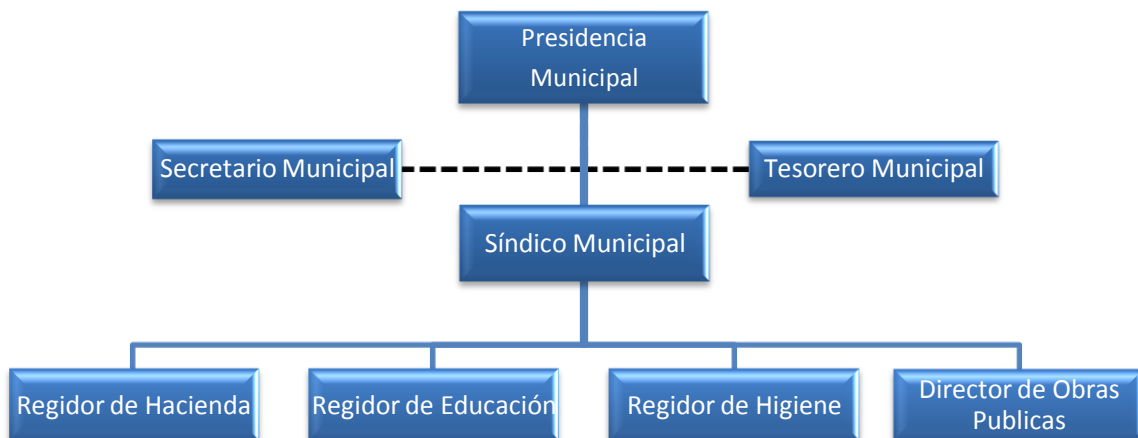 Presidencia
Municipal
Secretario Municipal
Tesorero Municipal
Síndico Municipal
Regidor de Hacienda
Regidor de Educación
Regidor de Higiene
Director de Obras
Publicas